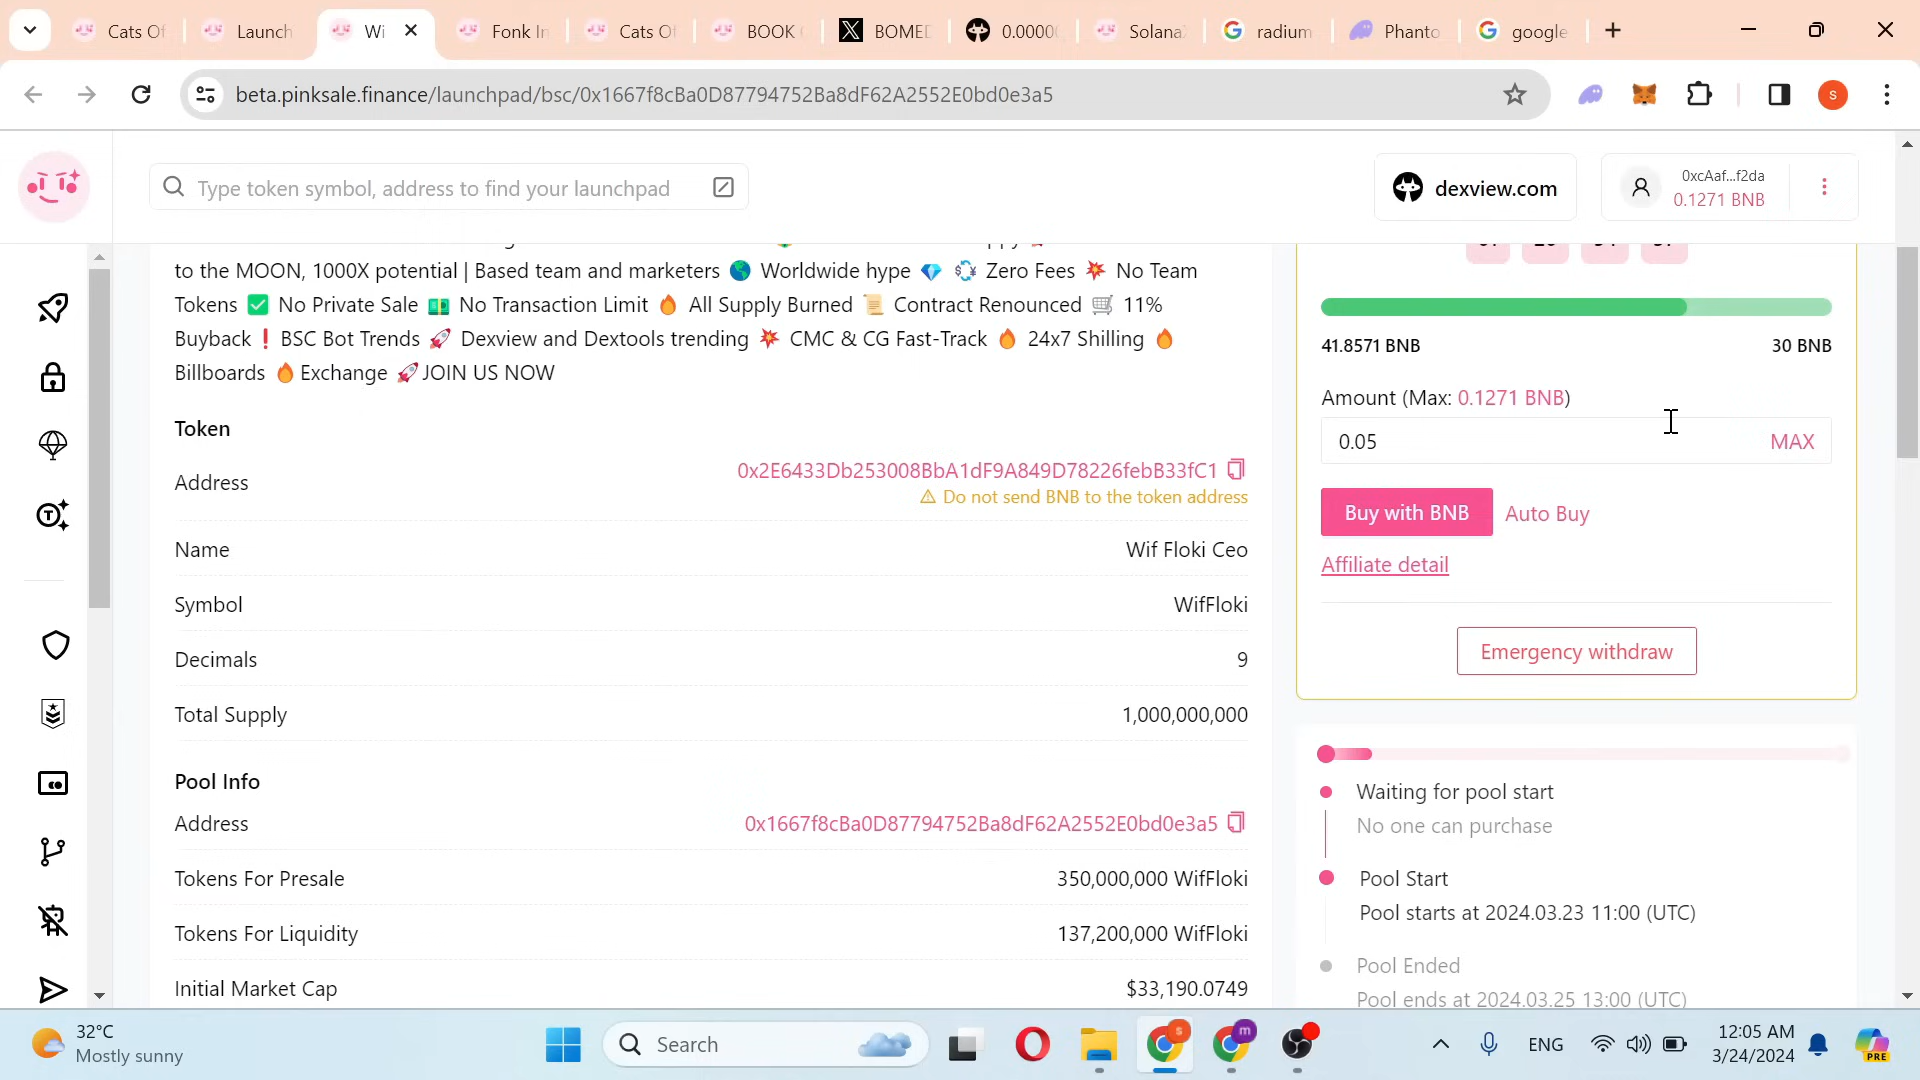 Cats Of
Launch
Wi
Fonk In
Cats Of
BOOK
BOMED
0.0000
Solana
radium
Phanto
google
beta.pinksale.finance/launchpad/bsc/0x1667f8cBa0D87794752Ba8dF62A2552E0bd0e3a5
S
Type token symbol, address to find your launchpad
dexview.com
0xcAaf...f2da
0.1271 BNB
to the MOON, 1000X potential | Based team and marketers 🌎 Worldwide hype 💎 💱 Zero Fees 💥 No Team
Tokens ✅ No Private Sale 💵 No Transaction Limit 🔥 All Supply Burned 📜 Contract Renounced 🛒 11%
Buyback ❗ BSC Bot Trends 🚀 Dexview and Dextools trending 💥 CMC & CG Fast-Track 🔥 24x7 Shilling 🔥
Billboards 🔥Exchange 🚀JOIN US NOW
Token
Address
0x2E6433Db253008BbA1dF9A849D78226febB33fC1
⚠ Do not send BNB to the token address
Name
Wif Floki Ceo
Symbol
WifFloki
Decimals
9
Total Supply
1,000,000,000
Pool Info
Address
0x1667f8cBa0D87794752Ba8dF62A2552E0bd0e3a5
Tokens For Presale
350,000,000 WifFloki
Tokens For Liquidity
137,200,000 WifFloki
Initial Market Cap
$33,190.0749
41.8571 BNB
30 BNB
Amount (Max: 0.1271 BNB)
0.05
MAX
Buy with BNB
Auto Buy
Affiliate detail
Emergency withdraw
Waiting for pool start
No one can purchase
Pool Start
Pool starts at 2024.03.23 11:00 (UTC)
Pool Ended
Pool ends at 2024.03.25 13:00 (UTC)
32°C
Mostly sunny
Search
s
m
ENG
12:05 AM
3/24/2024
PRE